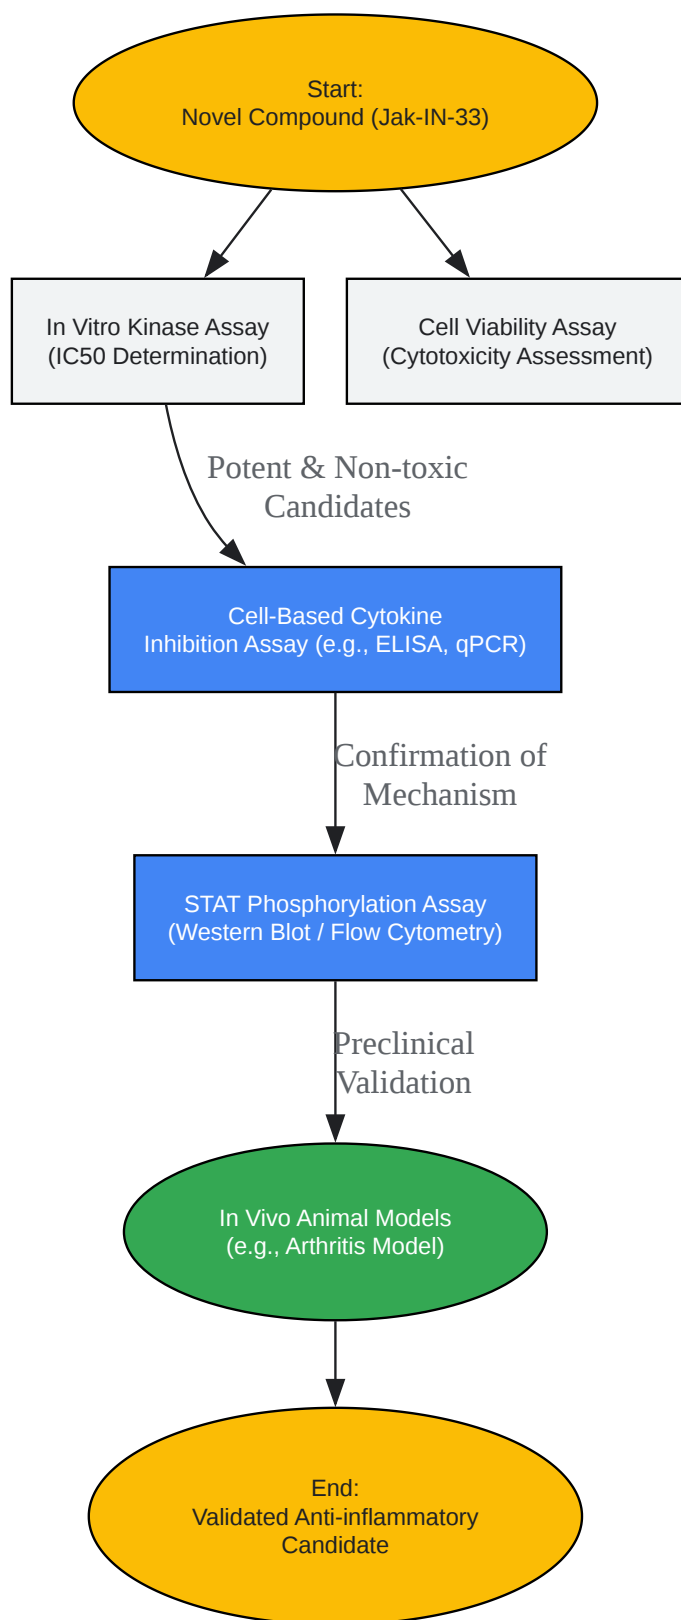 Start:
Novel Compound (Jak-IN-33)
In Vitro Kinase Assay
(IC50 Determination)
Cell Viability Assay
(Cytotoxicity Assessment)
Potent & Non-toxic
Candidates
Cell-Based Cytokine
Inhibition Assay (e.g., ELISA, qPCR)
Confirmation of
Mechanism
STAT Phosphorylation Assay
(Western Blot / Flow Cytometry)
Preclinical
Validation
In Vivo Animal Models
(e.g., Arthritis Model)
End:
Validated Anti-inflammatory
Candidate